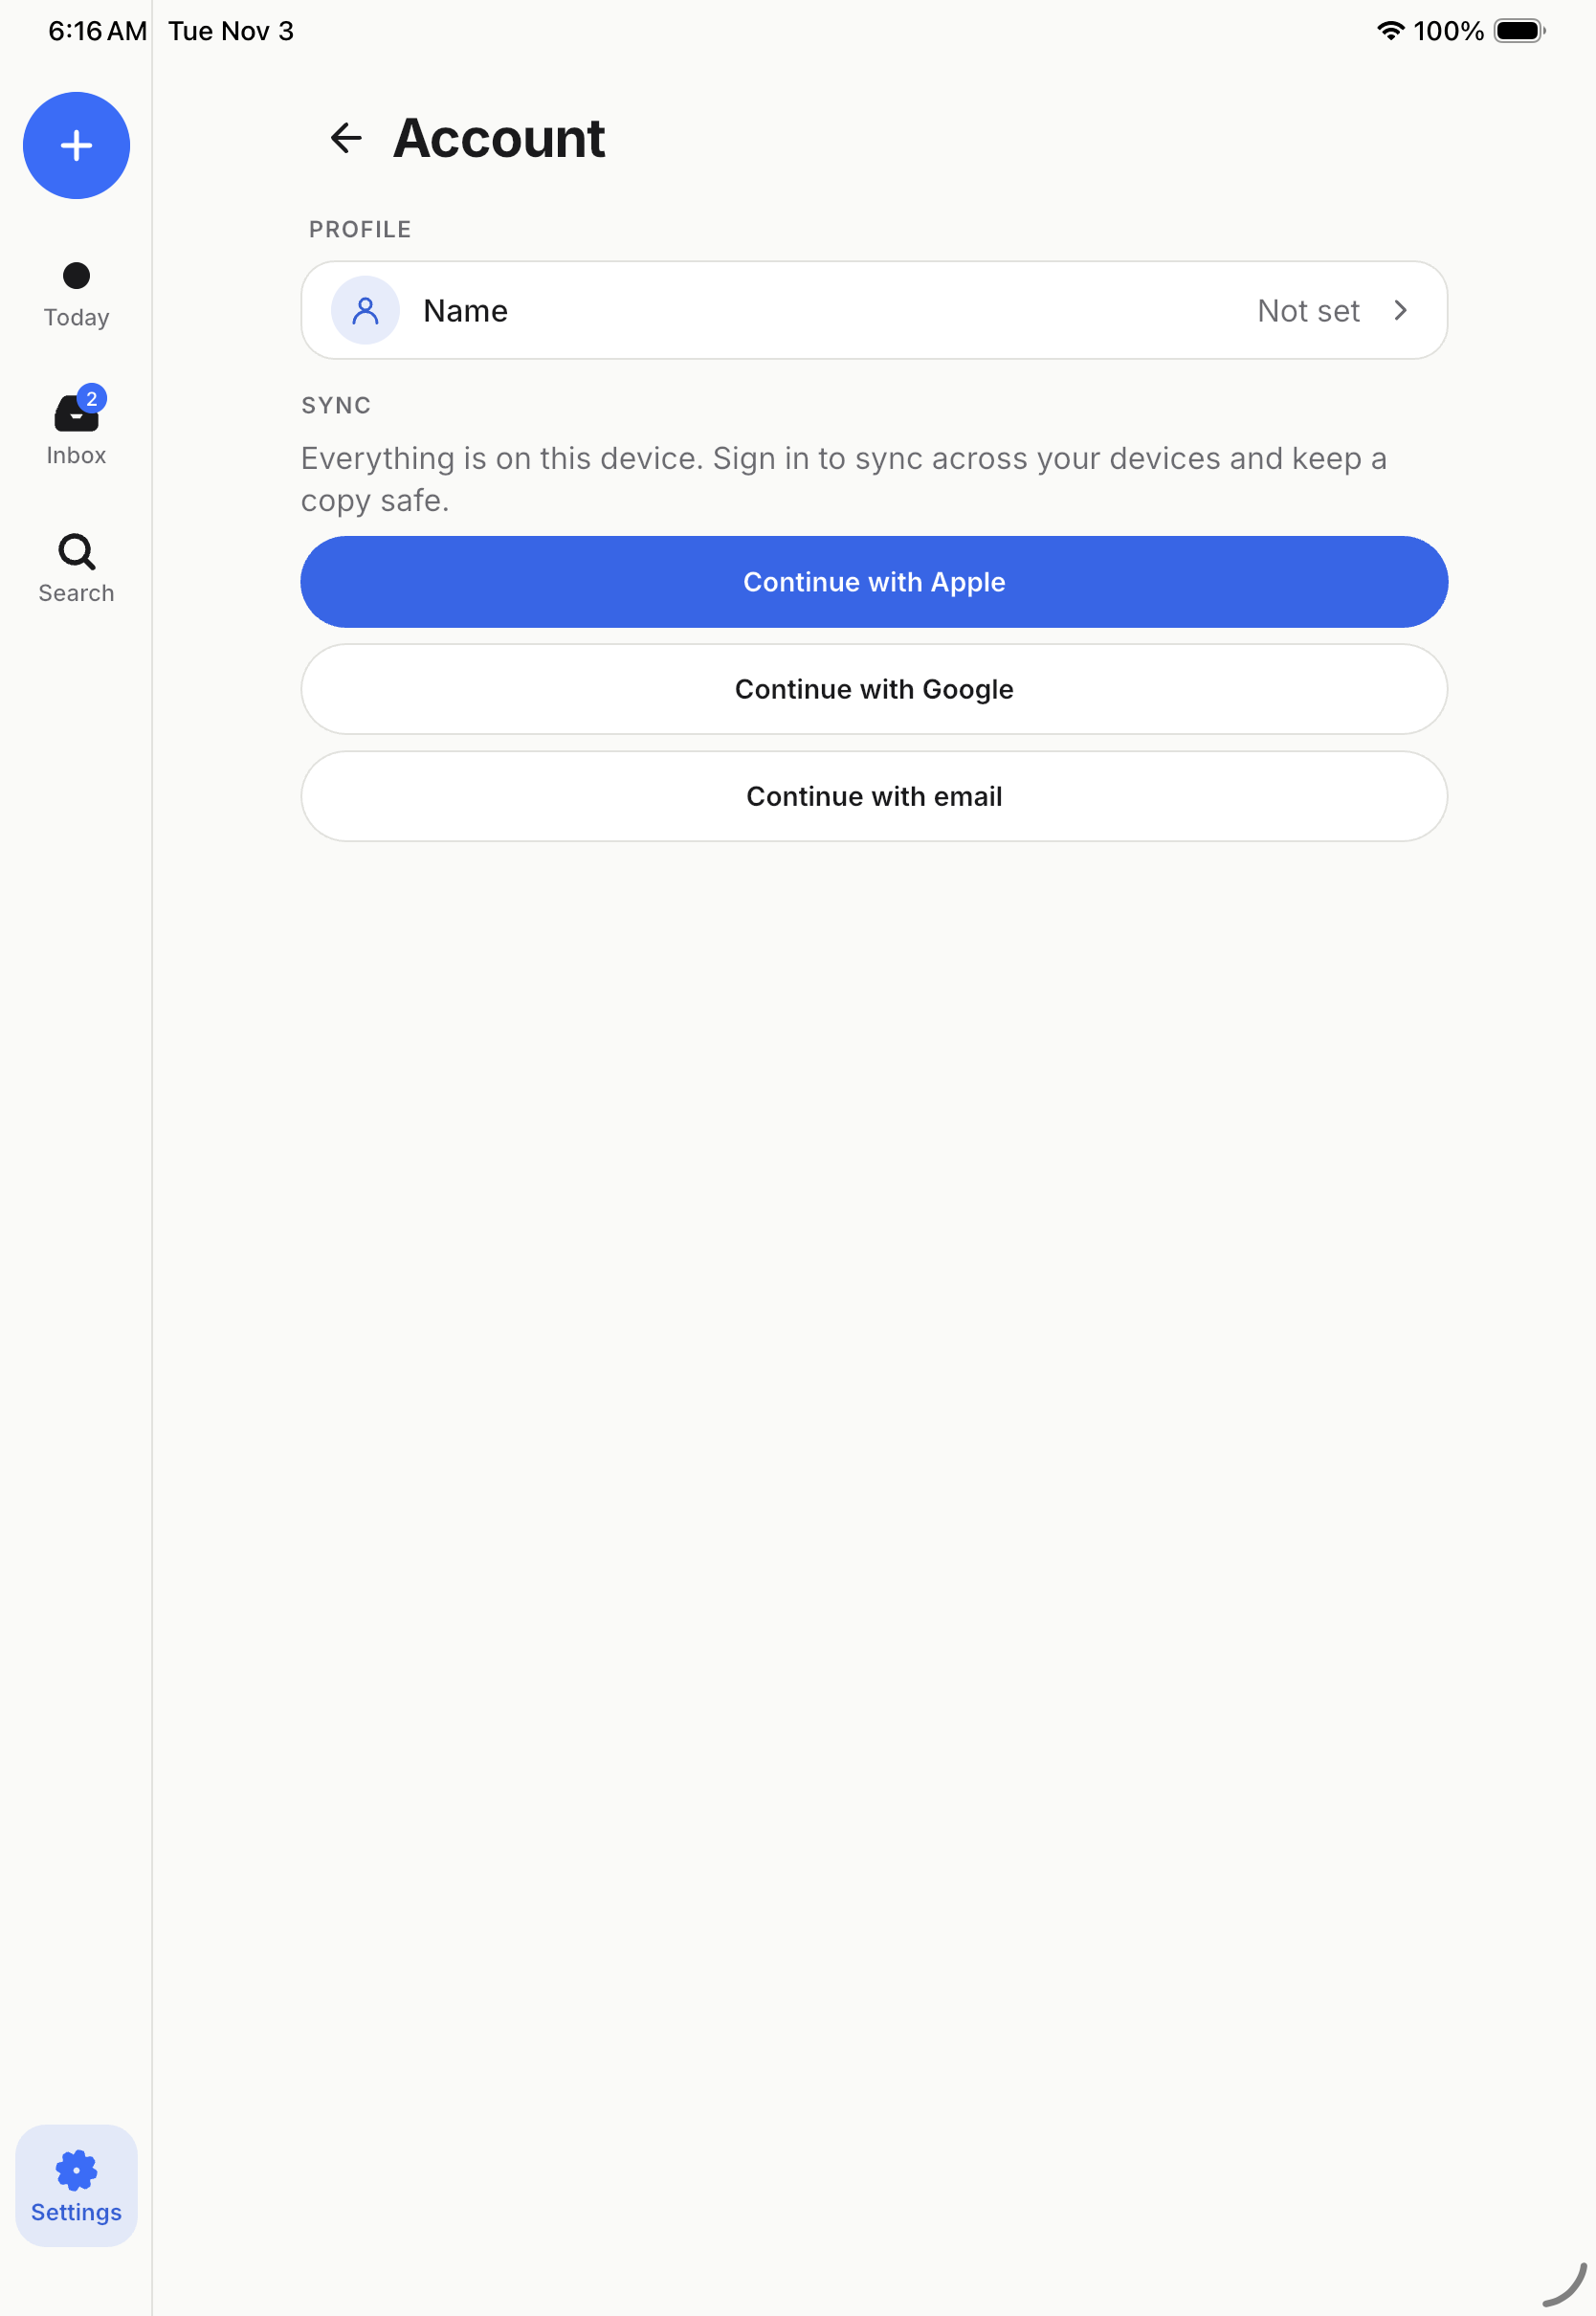 6:16 AM Tue Nov 3
100%
Account
PROFILE
Today
Name
Not set
2
Inbox
SYNC
Everything is on this device. Sign in to sync across your devices and keep a
copy safe.
Search
Continue with Apple
Continue with Google
Continue with email
Settings